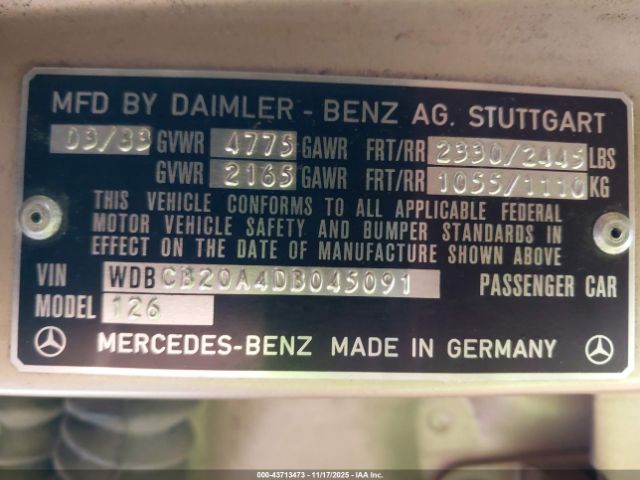 MFD BY DAIMLER - BENZ AG. STUTTGART
03/83 GVWR 4775 GAWR FRT/RR 2330/2445 LBS
GVWR 2165 GAWR FRT/RR 1055/1110 KG
THIS VEHICLE CONFORMS TO ALL APPLICABLE FEDERAL
MOTOR VEHICLE SAFETY AND BUMPER STANDARDS IN
EFFECT ON THE DATE OF MANUFACTURE SHOWN ABOVE
VIN WDBCB20A4DB045091 PASSENGER CAR
MODEL 126
MERCEDES-BENZ MADE IN GERMANY
000-43713473 - 11/17/2025 - IAA Inc.